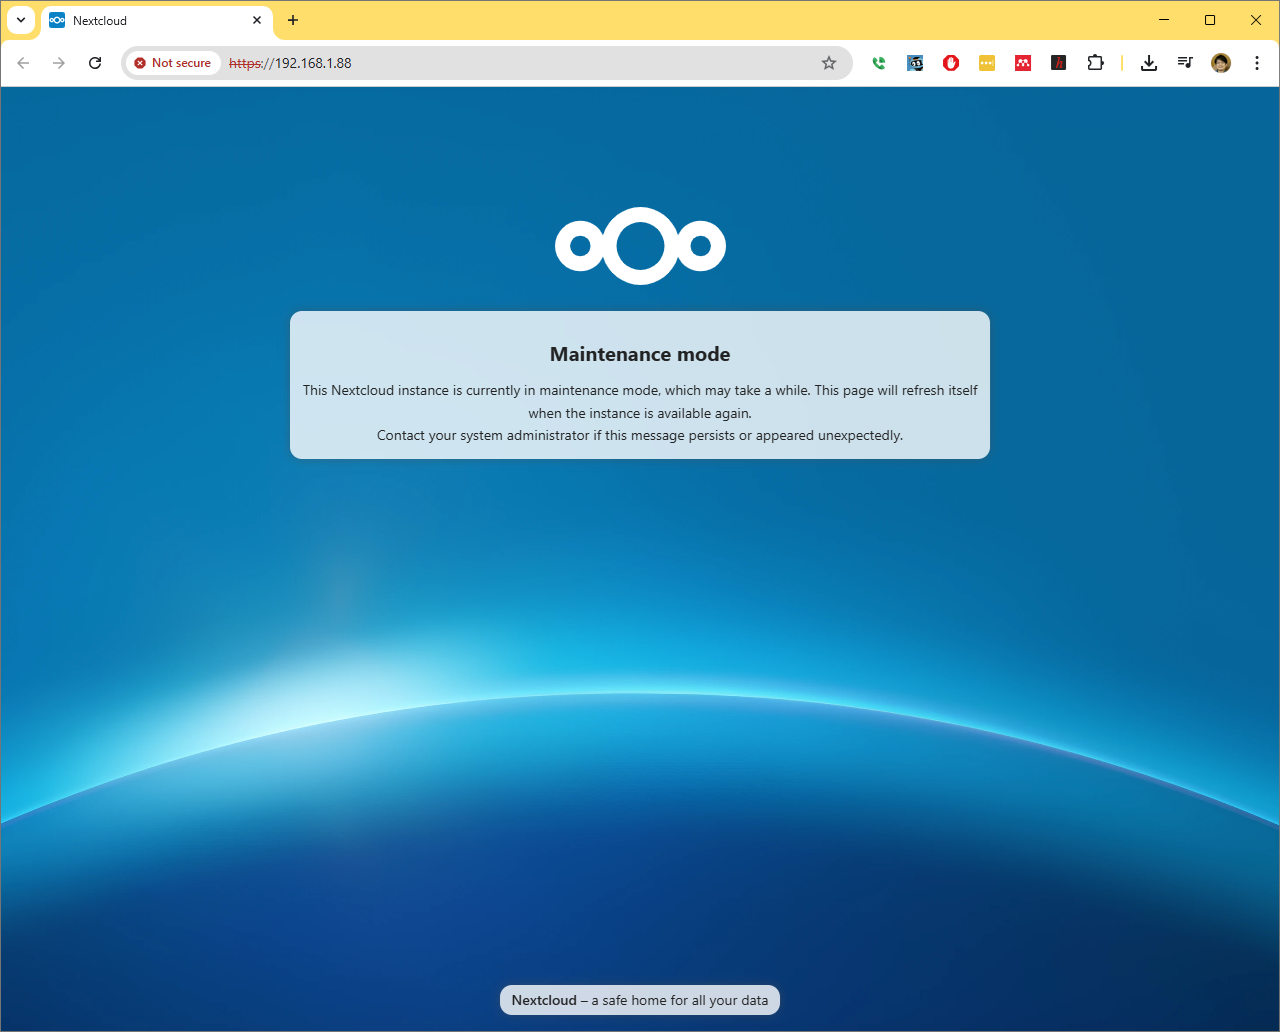 Nextcloud
Not secure
https://192.168.1.88
Maintenance mode
This Nextcloud instance is currently in maintenance mode, which may take a while. This page will refresh itself
when the instance is available again.
Contact your system administrator if this message persists or appeared unexpectedly.
Nextcloud – a safe home for all your data